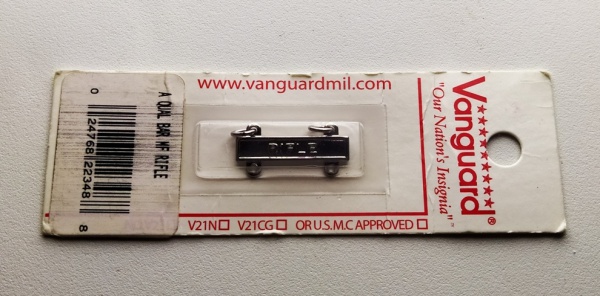 A QUAL BAR NF RIFLE
0 24768 22348 8
www.vanguardmil.com
RIFLE
V21N☐ V21CG☐ OR U.S.M.C APPROVED☐
Vanguard®
"Our Nation's Insignia"